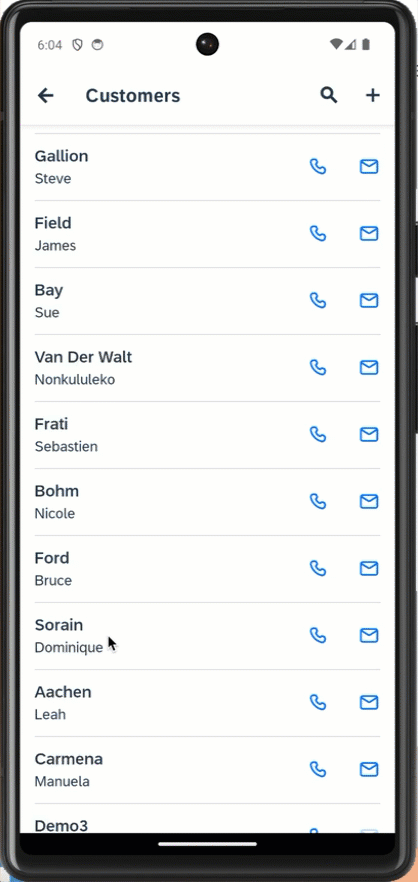 6:04
Customers
Gallion
Steve
Field
James
Bay
Sue
Van Der Walt
Nonkululeko
Frati
Sebastien
Bohm
Nicole
Ford
Bruce
Sorain
Dominique
Aachen
Leah
Carmena
Manuela
Demo3